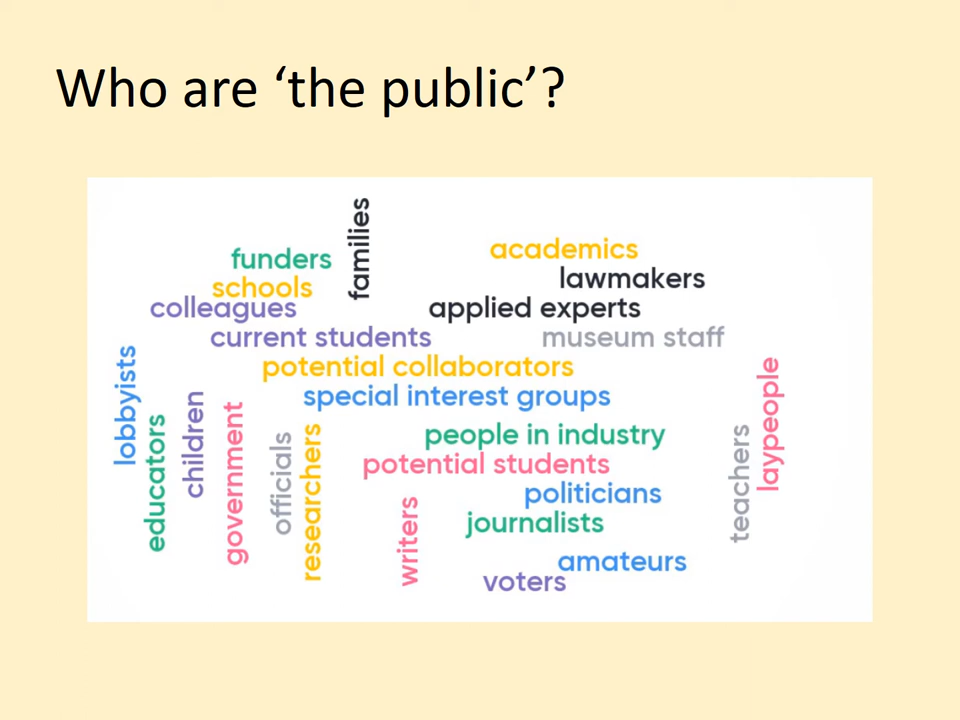 Who are ‘the public’?
families
funders
academics
schools
lawmakers
colleagues
applied experts
current students
museum staff
potential collaborators
special interest groups
lobbyists
educators
children
government
officials
researchers
people in industry
potential students
politicians
journalists
writers
amateurs
voters
teachers
laypeople